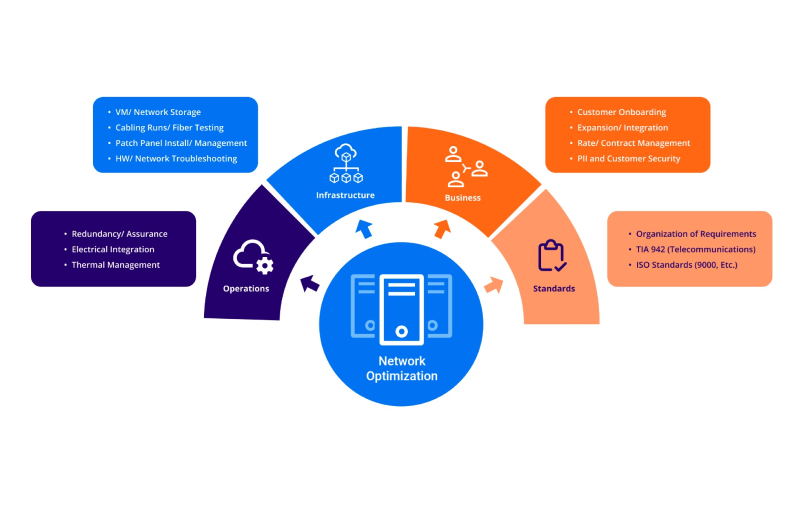 VM/ Network Storage
Cabling Runs/ Fiber Testing
Patch Panel Install/ Management
HW/ Network Troubleshooting
Customer Onboarding
Expansion/ Integration
Rate/ Contract Management
PII and Customer Security
Infrastructure
Business
Redundancy/ Assurance
Electrical Integration
Thermal Management
Organization of Requirements
TIA 942 (Telecommunications)
ISO Standards (9000, Etc.)
Operations
Standards
Network
Optimization